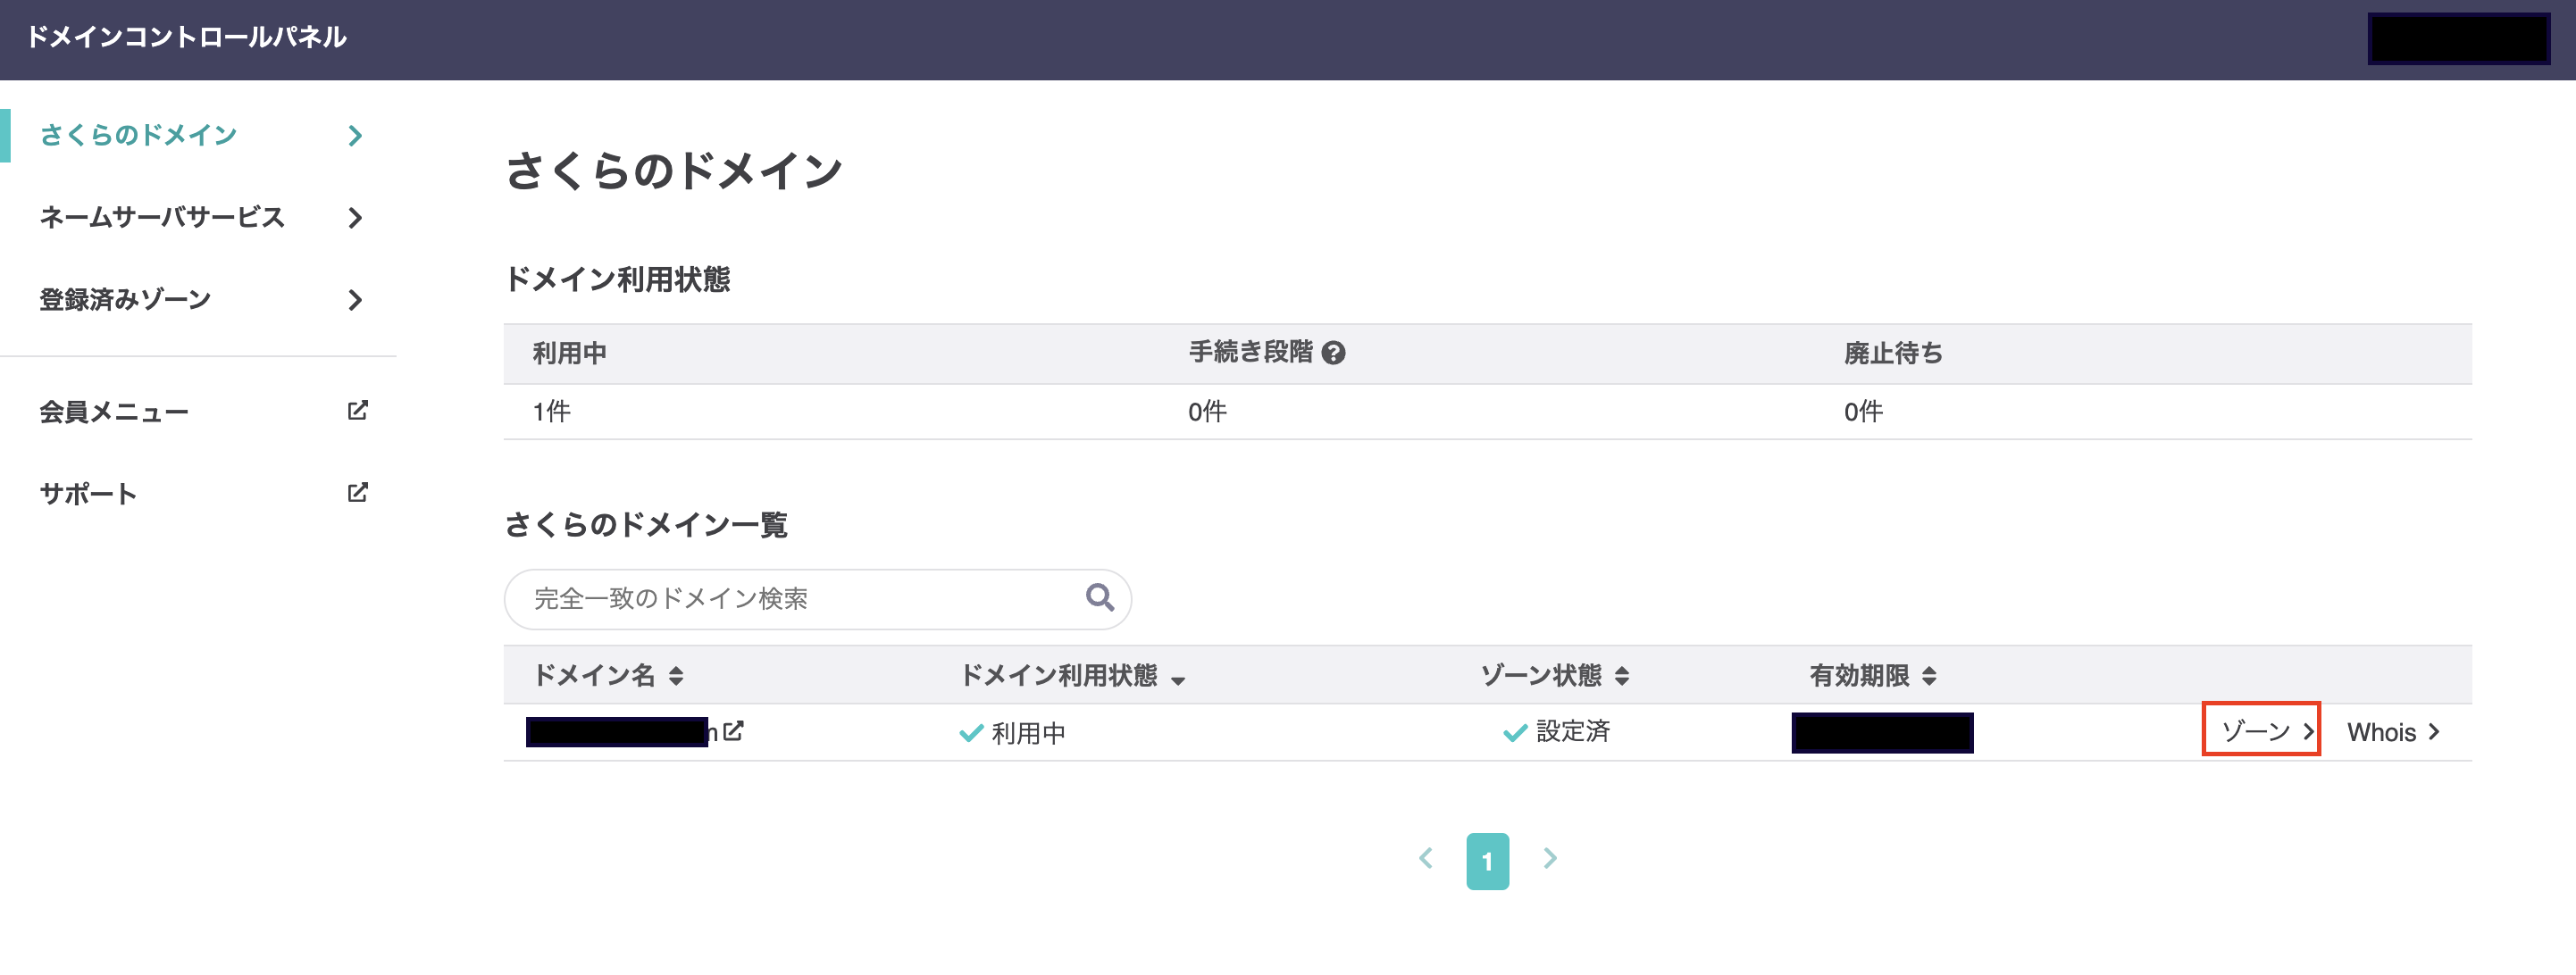 ドメインコントロールパネル
さくらのドメイン
ネームサーバサービス
登録済みゾーン
会員メニュー
サポート
さくらのドメイン
ドメイン利用状態
利用中 手続き段階 廃止待ち
1件 0件 0件
さくらのドメイン一覧
完全一致のドメイン検索
ドメイン名 ドメイン利用状態 ゾーン状態 有効期限
利用中 設定済 ゾーン Whois
1